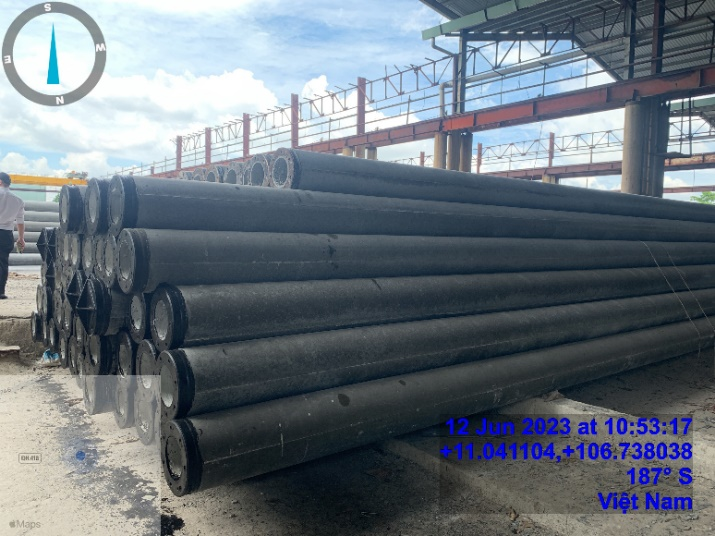 S
W
E
N
12 Jun 2023 at 10:53:17
+11.041104,+106.738038
187° S
Việt Nam
Maps